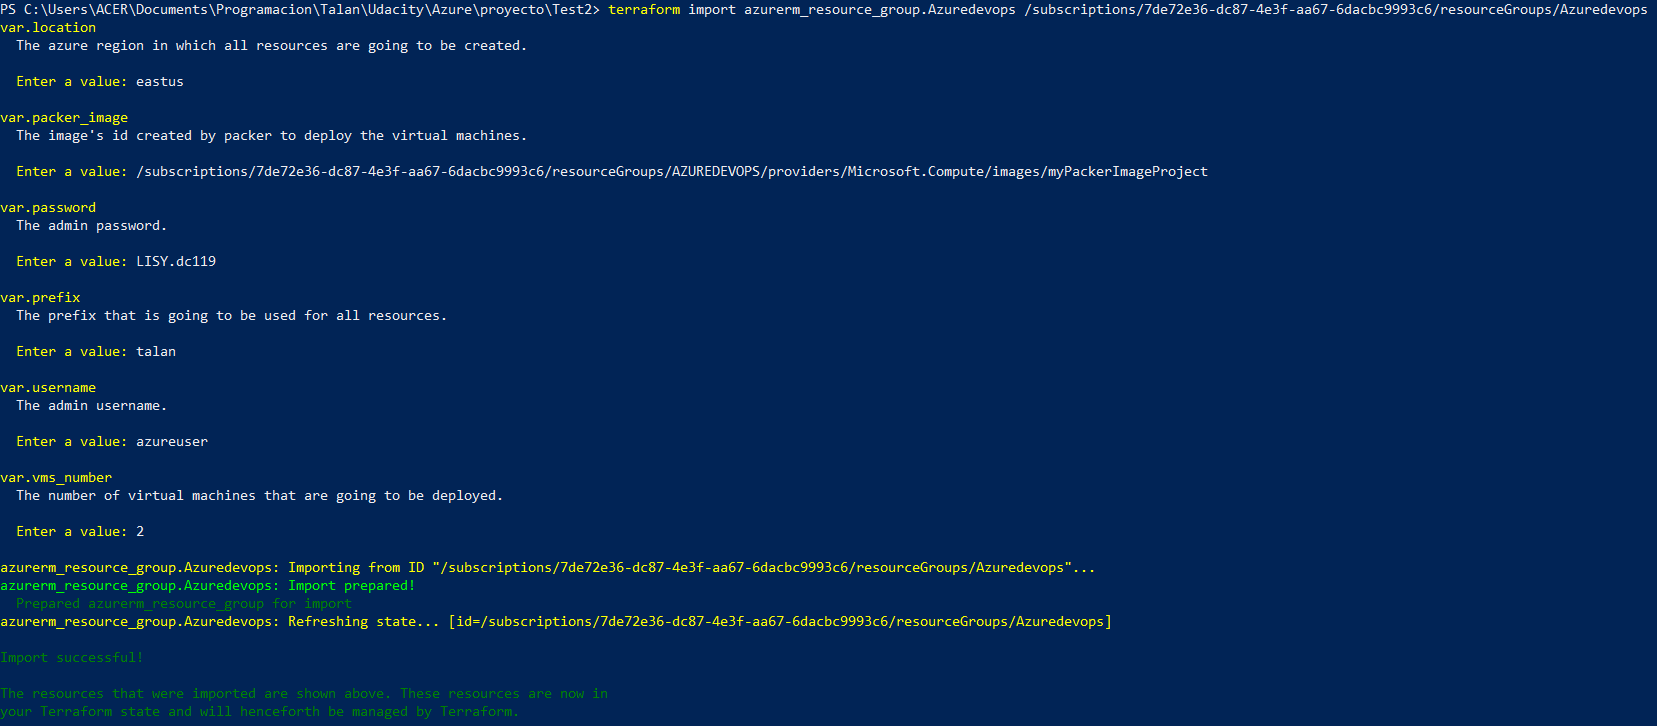 PS C:\Users\ACER\Documents\Programacion\Talan\Udacity\Azure\proyecto\Test2> terraform import azurerm_resource_group.Azuredevops /subscriptions/7de72e36-dc87-4e3f-aa67-6dacbc9993c6/resourceGroups/Azuredevops
var.location
The azure region in which all resources are going to be created.
Enter a value: eastus
var.packer_image
The image's id created by packer to deploy the virtual machines.
Enter a value: /subscriptions/7de72e36-dc87-4e3f-aa67-6dacbc9993c6/resourceGroups/AZUREDEVOPS/providers/Microsoft.Compute/images/myPackerImageProject
var.password
The admin password.
Enter a value: LISY.dc119
var.prefix
The prefix that is going to be used for all resources.
Enter a value: talan
var.username
The admin username.
Enter a value: azureuser
var.vms_number
The number of virtual machines that are going to be deployed.
Enter a value: 2
azurerm_resource_group.Azuredevops: Importing from ID "/subscriptions/7de72e36-dc87-4e3f-aa67-6dacbc9993c6/resourceGroups/Azuredevops"...
azurerm_resource_group.Azuredevops: Import prepared!
Prepared azurerm_resource_group for import
azurerm_resource_group.Azuredevops: Refreshing state... [id=/subscriptions/7de72e36-dc87-4e3f-aa67-6dacbc9993c6/resourceGroups/Azuredevops]
Import successful!
The resources that were imported are shown above. These resources are now in
your Terraform state and will henceforth be managed by Terraform.